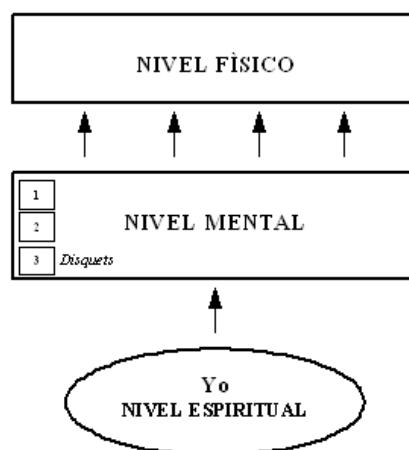 NIVEL FÌSICO
1
2
NIVEL MENTAL
3 Disquets
Yo
NIVEL ESPIRITUAL